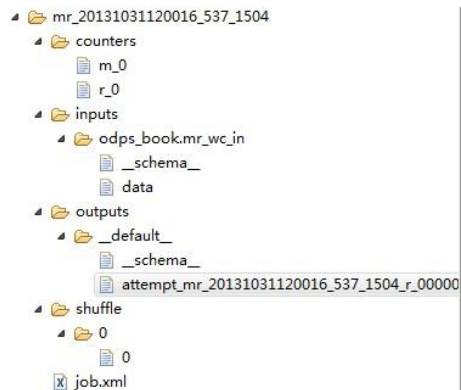 mr_20131031120016_537_1504
counters
m_0
r_0
inputs
odps_book.mr_wc_in
__schema__
data
outputs
__default__
__schema__
attempt_mr_20131031120016_537_1504_r_00000
shuffle
0
0
job.xml